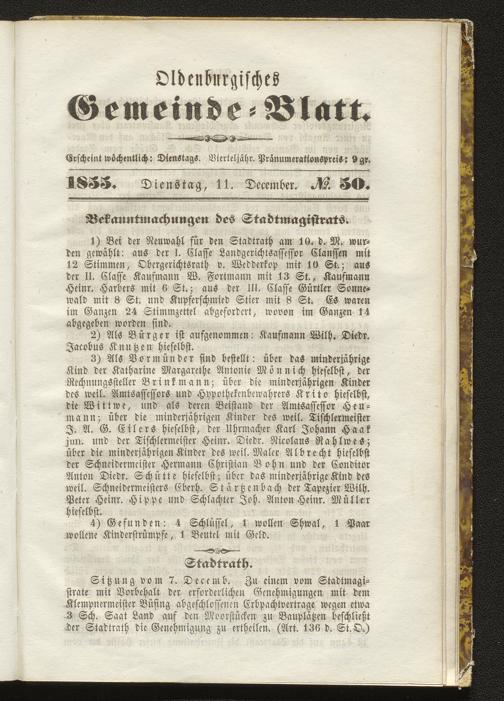 Oldenburgisches
Gemeinde-Blatt.
Erscheint wöchentlich: Dienstags. Vierteljähr. Pränumerationspreis: 9 gr.
1855. Dienstag, 11. December. № 50.
Bekanntmachungen des Stadtmagistrats.
1) Bei der Neuwahl für den Stadtrath am 10. d. M. wur-
den gewählt: aus der I. Classe Landgerichtsassessor Claussen mit
12 Stimmen, Obergerichtsrath v. Wedderkop mit 10 St.; aus
der II. Classe Kaufmann W. Fortmann mit 13 St., Kaufmann
Heinr. Harbers mit 6 St.; aus der III. Classe Gürtler Sonne-
wald mit 8 St. und Kupferschmied Stier mit 8 St. Es waren
im Ganzen 24 Stimmzettel abgefordert, wovon im Ganzen 14
abgegeben worden sind.
2) Als Bürger ist aufgenommen: Kaufmann Wilh. Diedr.
Jacobus Knutzen hieselbst.
3) Als Vormünder sind bestellt: über das minderjährige
Kind der Katharine Margarethe Antonie Mönnich hieselbst, der
Rechnungssteller Brinkmann; über die minderjährigen Kinder
des weil. Amtsassessors und Hypothekenbewahrers Krito hieselbst,
die Wittwe, und als deren Beistand der Amtsassessor Heu-
mann; über die minderjährigen Kinder des weil. Tischlermeister
J. A. G. Eilers hieselbst, der Uhrmacher Karl Johann Haak
jun. und der Tischlermeister Heinr. Diedr. Nicolaus Rahlwes;
über die minderjährigen Kinder des weil. Maler Albrecht hieselbst
der Schneidermeister Hermann Christian Bohn und der Conditor
Anton Diedr. Schütte hieselbst; über das minderjährige Kind des
weil. Schneidermeisters Gerh. Stärtzenbach der Tapezier Wilh.
Peter Heinr. Hippe und Schlachter Joh. Anton Heinr. Müller
hieselbst.
4) Gefunden: 4 Schlüssel, 1 wollen Shwal, 1 Paar
wollene Kinderstrümpfe, 1 Beutel mit Geld.
Stadtrath.
Sitzung vom 7. Decemb. Zu einem vom Stadtmagi-
strate mit Vorbehalt der erforderlichen Genehmigungen mit dem
Klempnermeister Büsing abgeschlossenen Erbpachtvertrage wegen etwa
3 Sch. Saat Land auf den Moorstücken zu Bauplätzen beschließt
der Stadtrath die Genehmigung zu ertheilen. (Art. 136 d. St.O.)